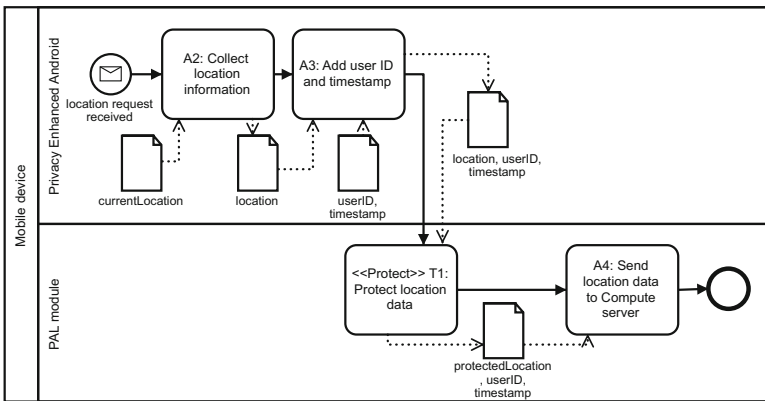 Mobile device
Privacy Enhanced Android
location request
received
A2: Collect
location
information
A3: Add user ID
and timestamp
currentLocation
location
userID,
timestamp
location, userID,
timestamp
PAL module
<<Protect>> T1:
Protect location
data
A4: Send
location data
to Compute
server
protectedLocation
, userID,
timestamp